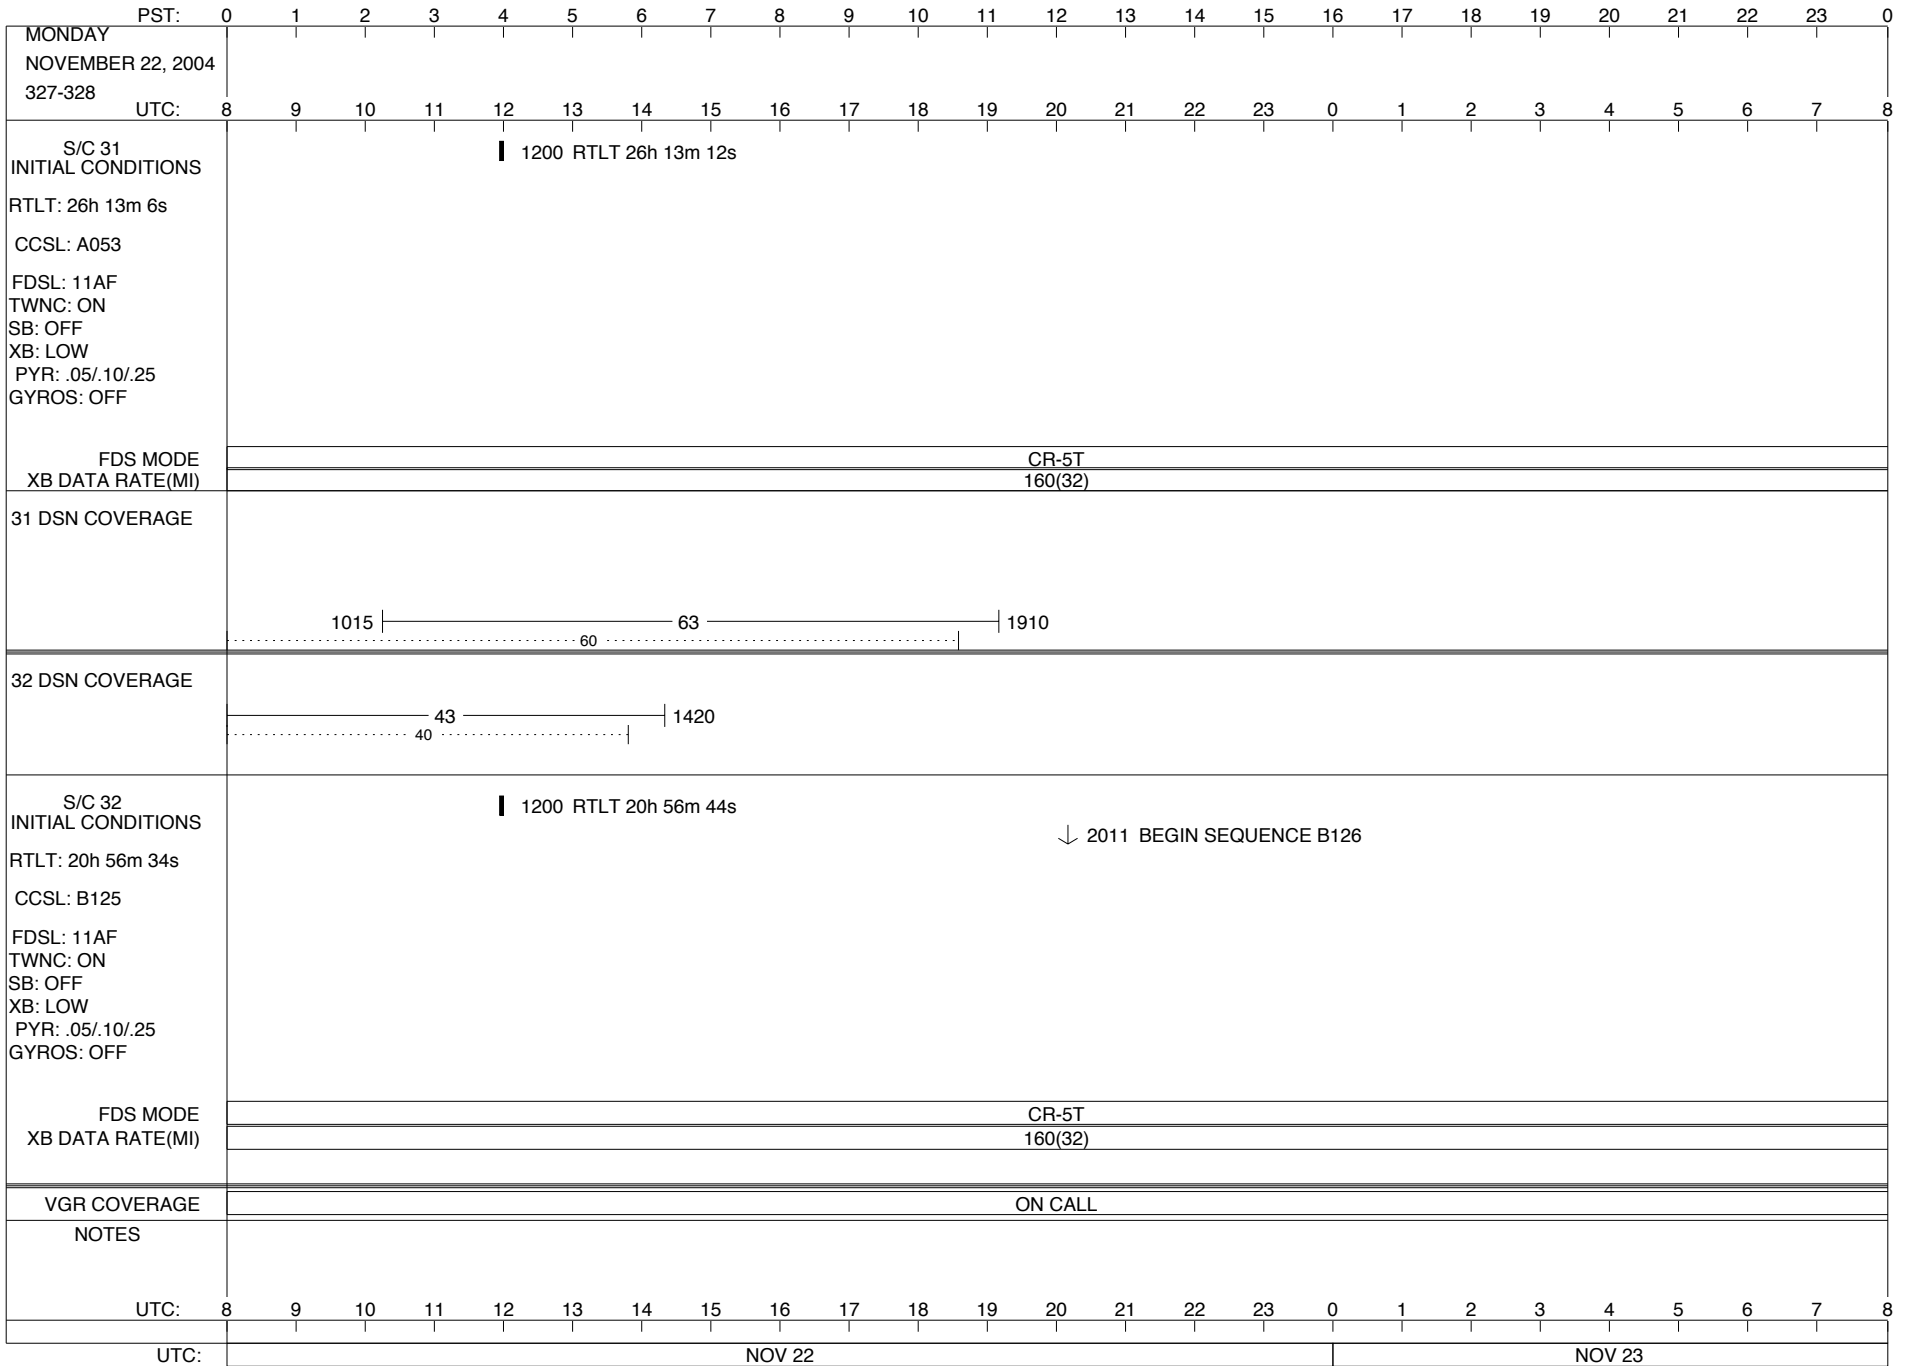 PST: 0 1 2 3 4 5 6 7 8 9 10 11 12 13 14 15 16 17 18 19 20 21 22 23 0
MONDAY
NOVEMBER 22, 2004
327-328
UTC: 8 9 10 11 12 13 14 15 16 17 18 19 20 21 22 23 0 1 2 3 4 5 6 7 8
S/C 31
INITIAL CONDITIONS
1200 RTLT 26h 13m 12s
RTLT: 26h 13m 6s
CCSL: A053
FDSL: 11AF
TWNC: ON
SB: OFF
XB: LOW
PYR: .05/.10/.25
GYROS: OFF
FDS MODE CR-5T
XB DATA RATE(MI) 160(32)
31 DSN COVERAGE
1015 63 1910
60
32 DSN COVERAGE
43 1420
40
S/C 32
INITIAL CONDITIONS
1200 RTLT 20h 56m 44s
2011 BEGIN SEQUENCE B126
RTLT: 20h 56m 34s
CCSL: B125
FDSL: 11AF
TWNC: ON
SB: OFF
XB: LOW
PYR: .05/.10/.25
GYROS: OFF
FDS MODE CR-5T
XB DATA RATE(MI) 160(32)
VGR COVERAGE ON CALL
NOTES
UTC: 8 9 10 11 12 13 14 15 16 17 18 19 20 21 22 23 0 1 2 3 4 5 6 7 8
UTC: NOV 22 NOV 23